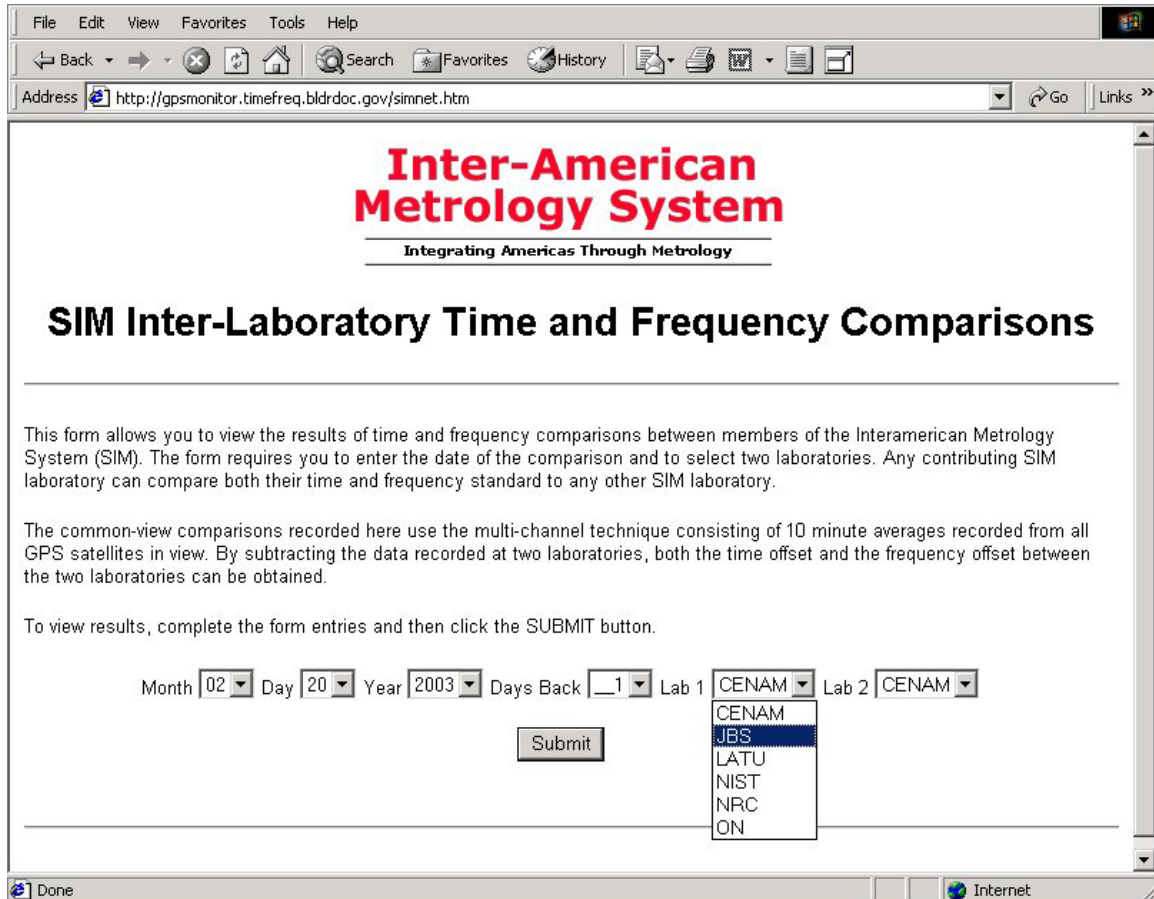 File Edit View Favorites Tools Help
Back Search Favorites History
Address http://gpsmonitor.timefreq.bldrdoc.gov/simnet.htm Go Links »
Inter-American
Metrology System
Integrating Americas Through Metrology
SIM Inter-Laboratory Time and Frequency Comparisons
This form allows you to view the results of time and frequency comparisons between members of the Interamerican Metrology
System (SIM). The form requires you to enter the date of the comparison and to select two laboratories. Any contributing SIM
laboratory can compare both their time and frequency standard to any other SIM laboratory.
The common-view comparisons recorded here use the multi-channel technique consisting of 10 minute averages recorded from all
GPS satellites in view. By subtracting the data recorded at two laboratories, both the time offset and the frequency offset between
the two laboratories can be obtained.
To view results, complete the form entries and then click the SUBMIT button.
Month 02 Day 20 Year 2003 Days Back __1 Lab 1 CENAM Lab 2 CENAM
CENAM
JBS
LATU
NIST
NRC
ON
Submit
Done Internet